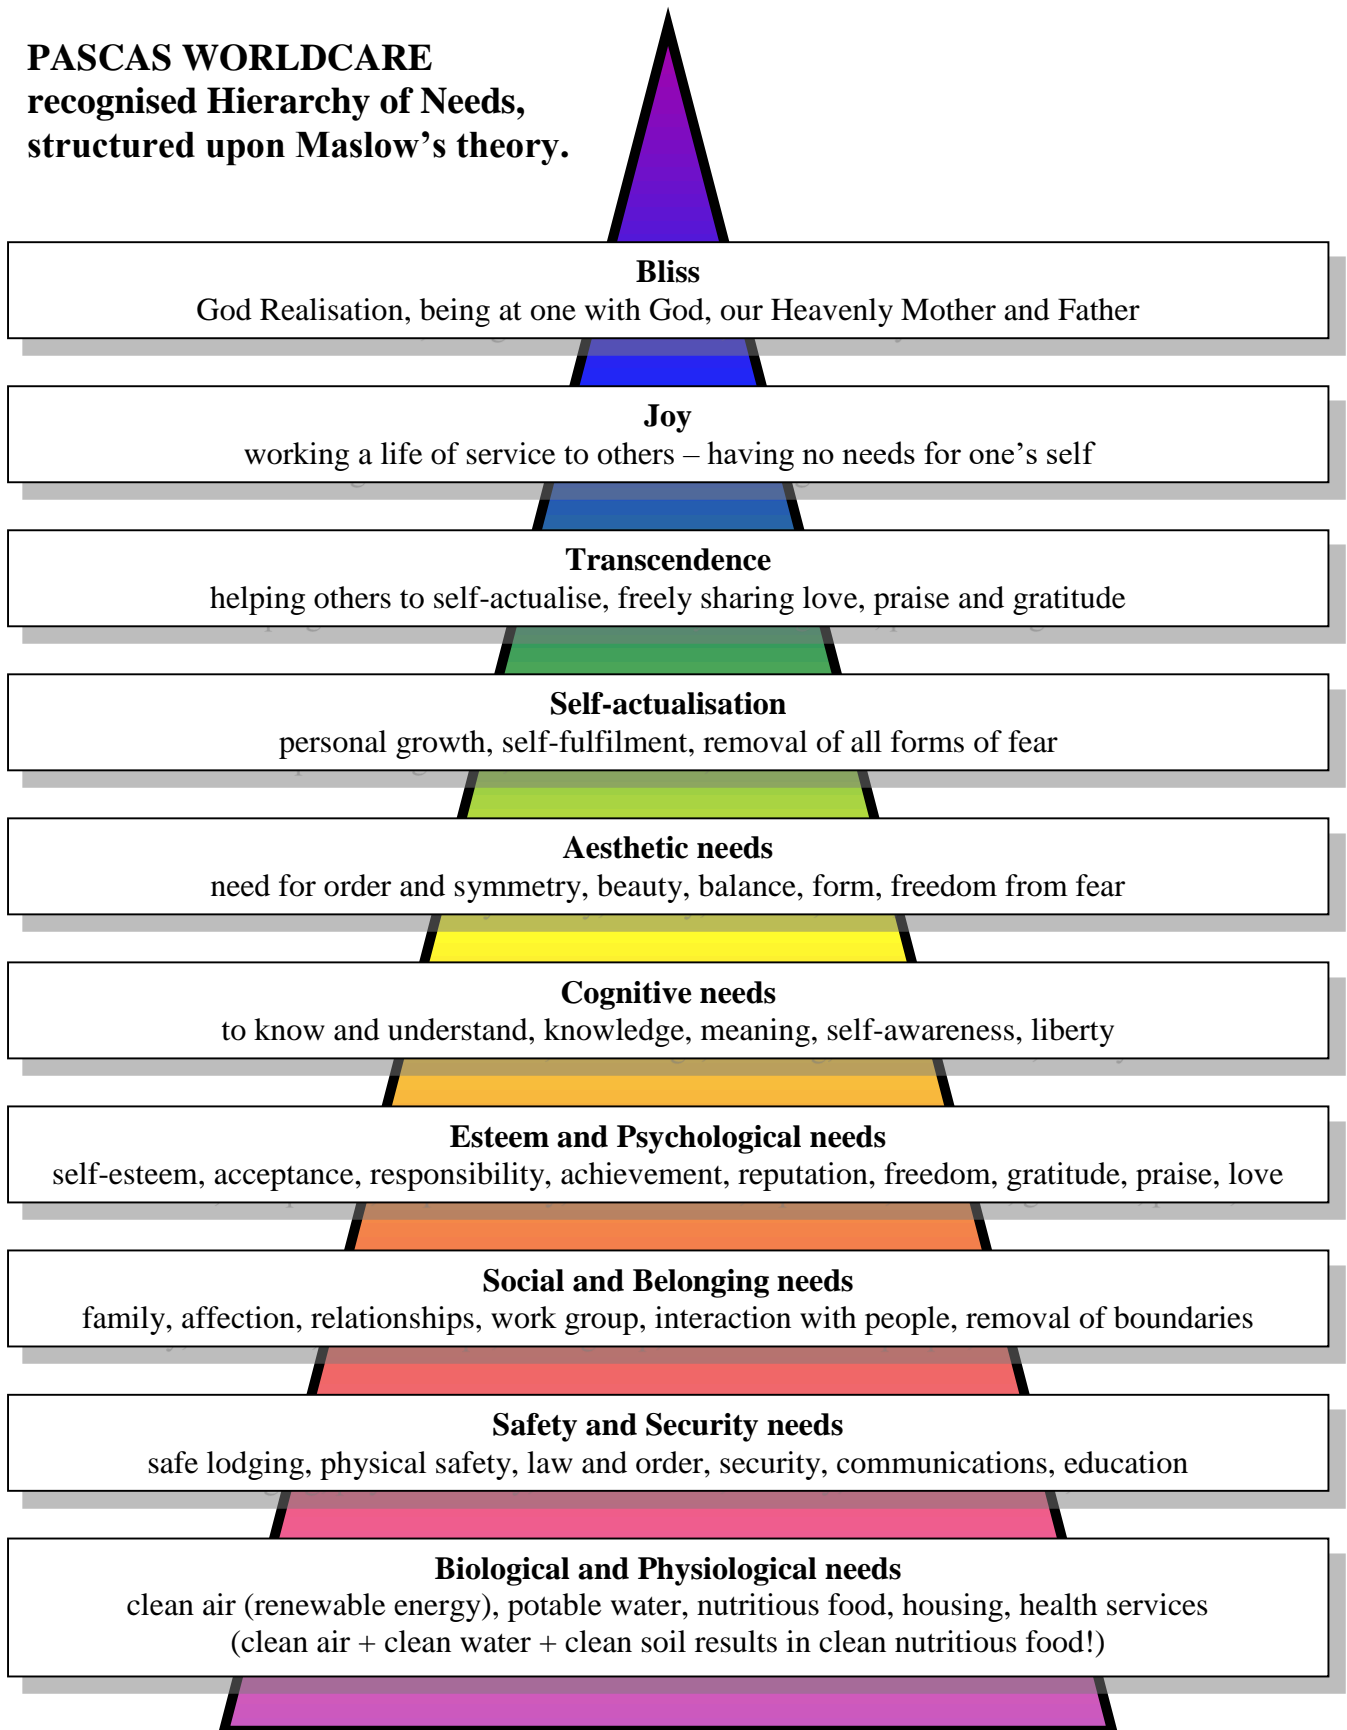 PASCAS WORLDCARE
recognised Hierarchy of Needs,
structured upon Maslow’s theory.
Bliss
God Realisation, being at one with God, our Heavenly Mother and Father
Joy
working a life of service to others – having no needs for one’s self
Transcendence
helping others to self-actualise, freely sharing love, praise and gratitude
Self-actualisation
personal growth, self-fulfilment, removal of all forms of fear
Aesthetic needs
need for order and symmetry, beauty, balance, form, freedom from fear
Cognitive needs
to know and understand, knowledge, meaning, self-awareness, liberty
Esteem and Psychological needs
self-esteem, acceptance, responsibility, achievement, reputation, freedom, gratitude, praise, love
Social and Belonging needs
family, affection, relationships, work group, interaction with people, removal of boundaries
Safety and Security needs
safe lodging, physical safety, law and order, security, communications, education
Biological and Physiological needs
clean air (renewable energy), potable water, nutritious food, housing, health services
(clean air + clean water + clean soil results in clean nutritious food!)